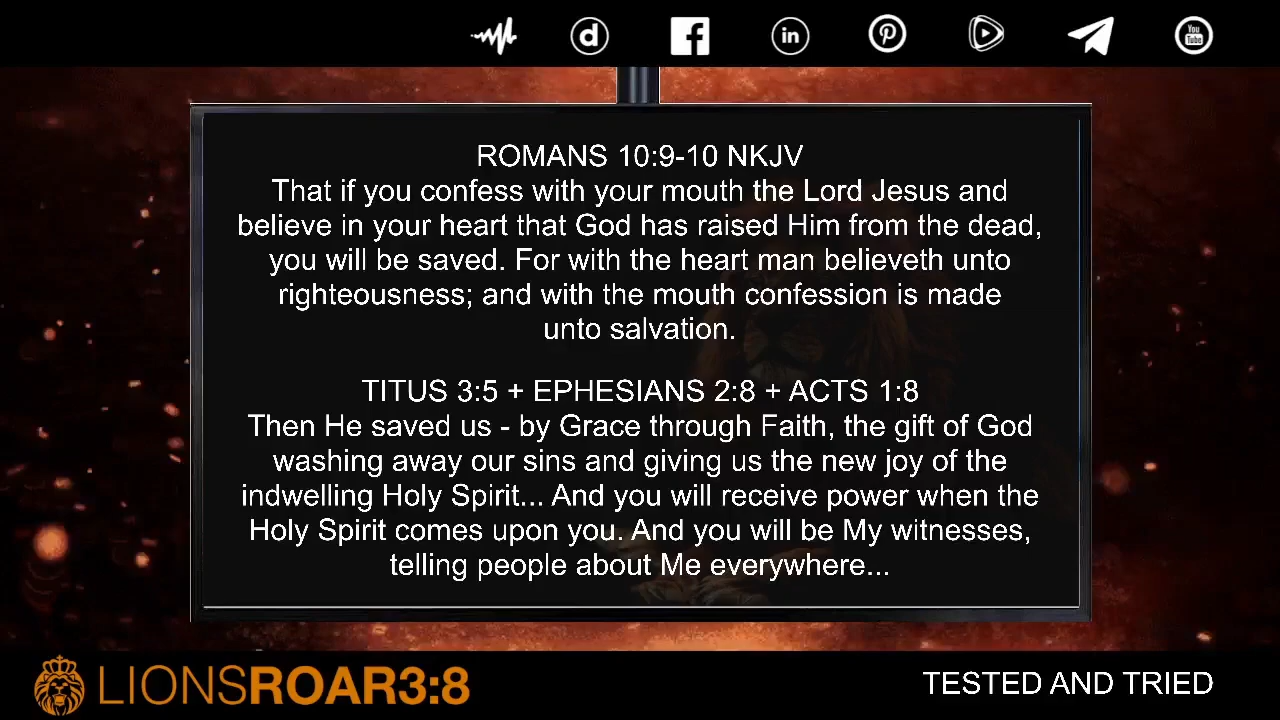 You
Tube
ROMANS 10:9-10 NKJV
That if you confess with your mouth the Lord Jesus and
believe in your heart that God has raised Him from the dead,
you will be saved. For with the heart man believeth unto
righteousness; and with the mouth confession is made
unto salvation.
TITUS 3:5 + EPHESIANS 2:8 + ACTS 1:8
Then He saved us - by Grace through Faith, the gift of God
washing away our sins and giving us the new joy of the
indwelling Holy Spirit... And you will receive power when the
Holy Spirit comes upon you. And you will be My witnesses,
telling people about Me everywhere...
LIONSROAR3:8
TESTED AND TRIED